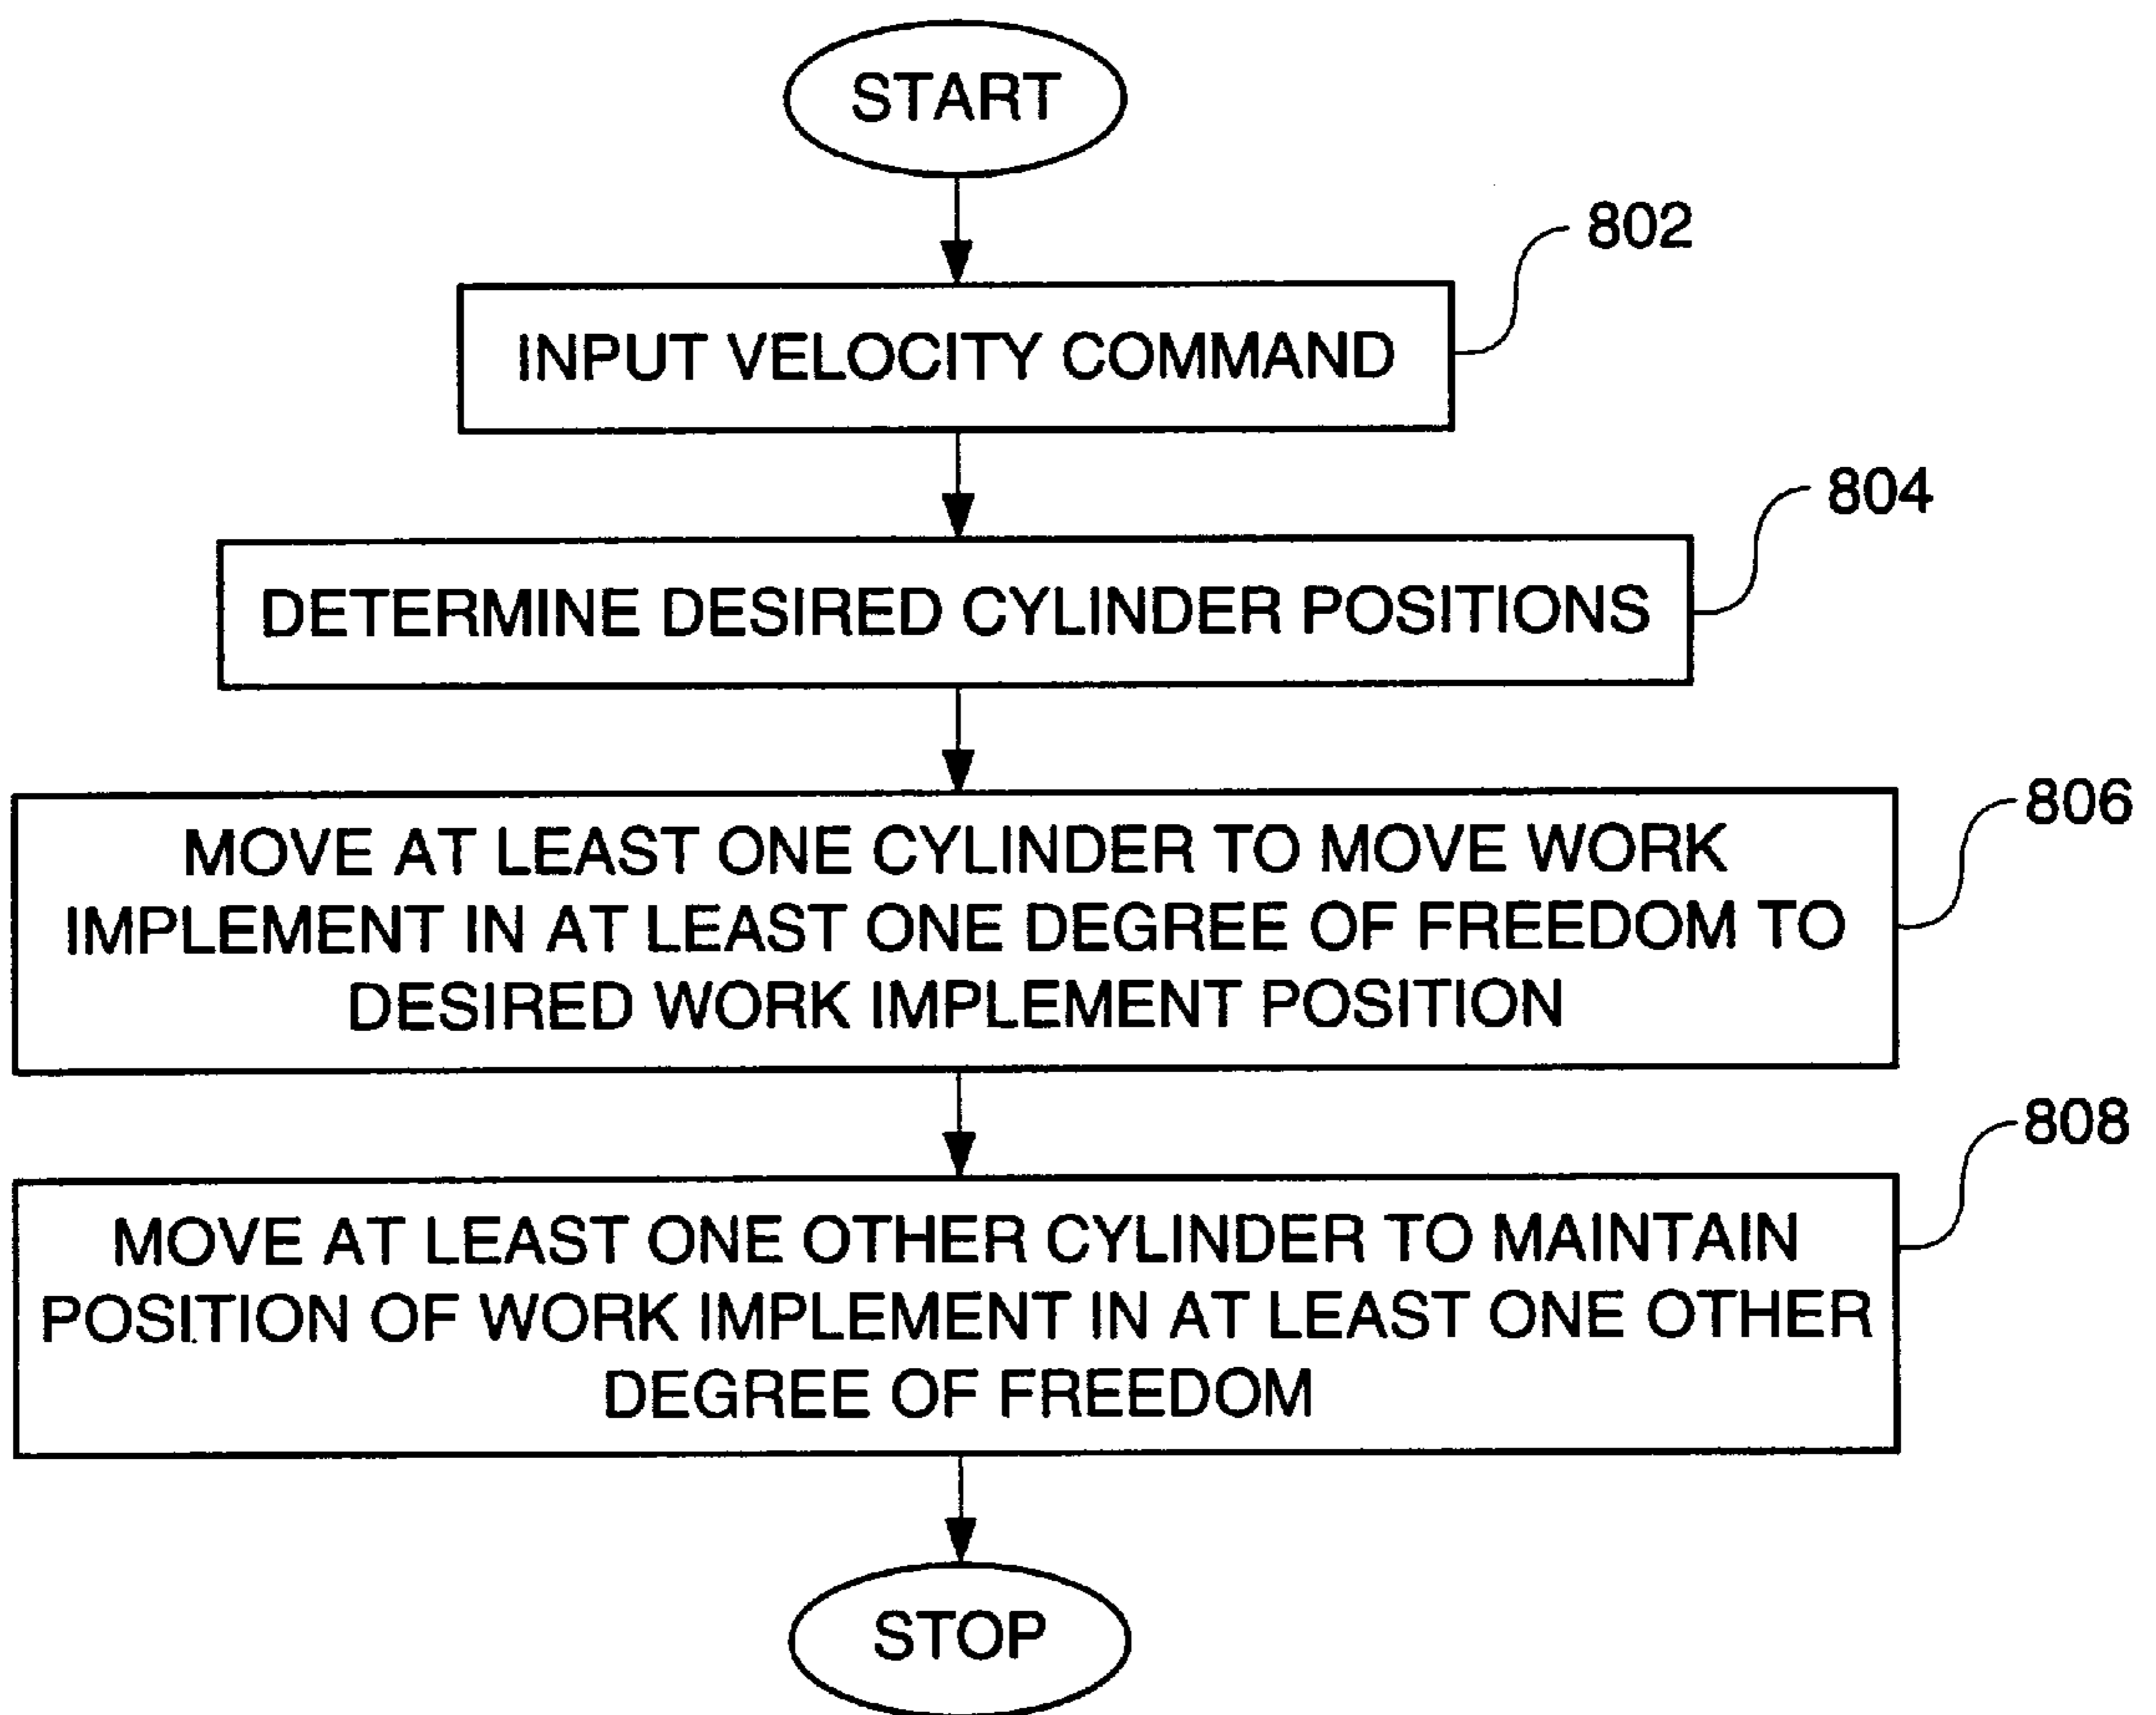 START
802
INPUT VELOCITY COMMAND
804
DETERMINE DESIRED CYLINDER POSITIONS
806
MOVE AT LEAST ONE CYLINDER TO MOVE WORK
IMPLEMENT IN AT LEAST ONE DEGREE OF FREEDOM TO
DESIRED WORK IMPLEMENT POSITION
808
MOVE AT LEAST ONE OTHER CYLINDER TO MAINTAIN
POSITION OF WORK IMPLEMENT IN AT LEAST ONE OTHER
DEGREE OF FREEDOM
STOP